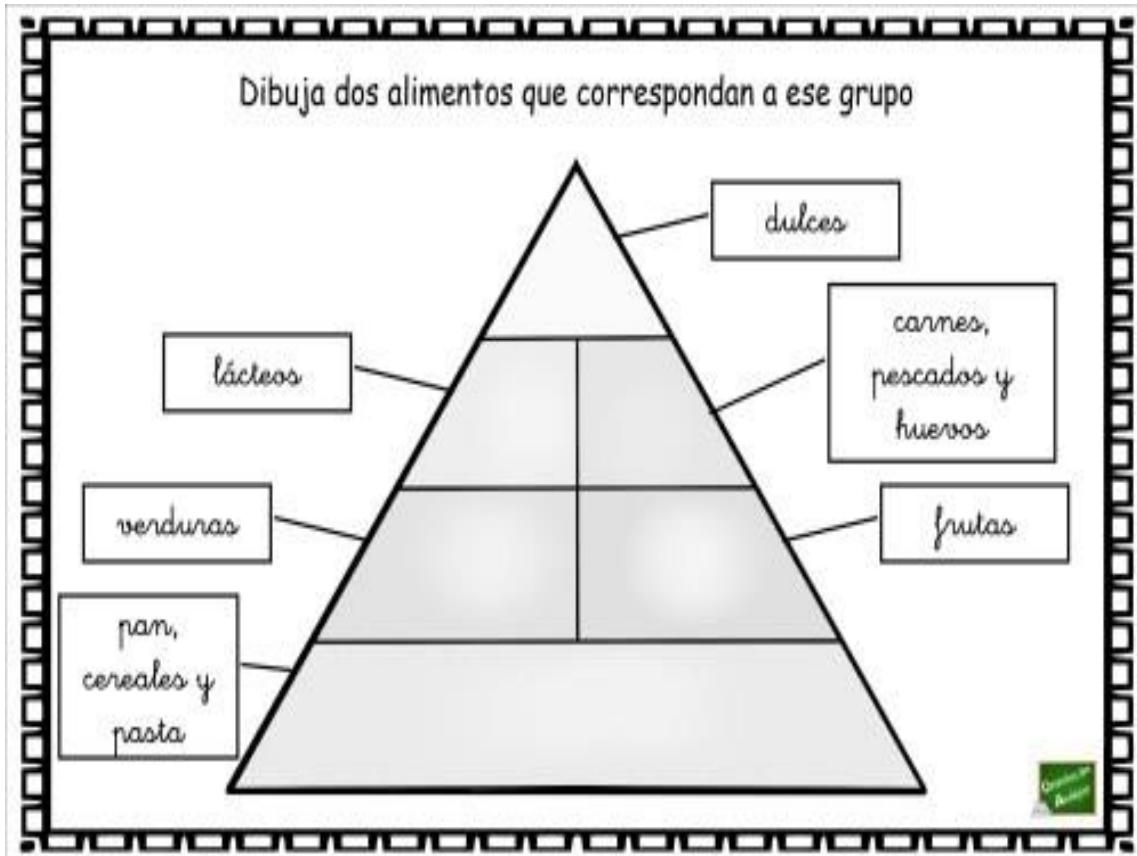 Dibuja dos alimentos que correspondan a ese grupo
dulces
carnes,
pescados y
huevos
lácteos
verduras
frutas
pan,
cereales y
pasta